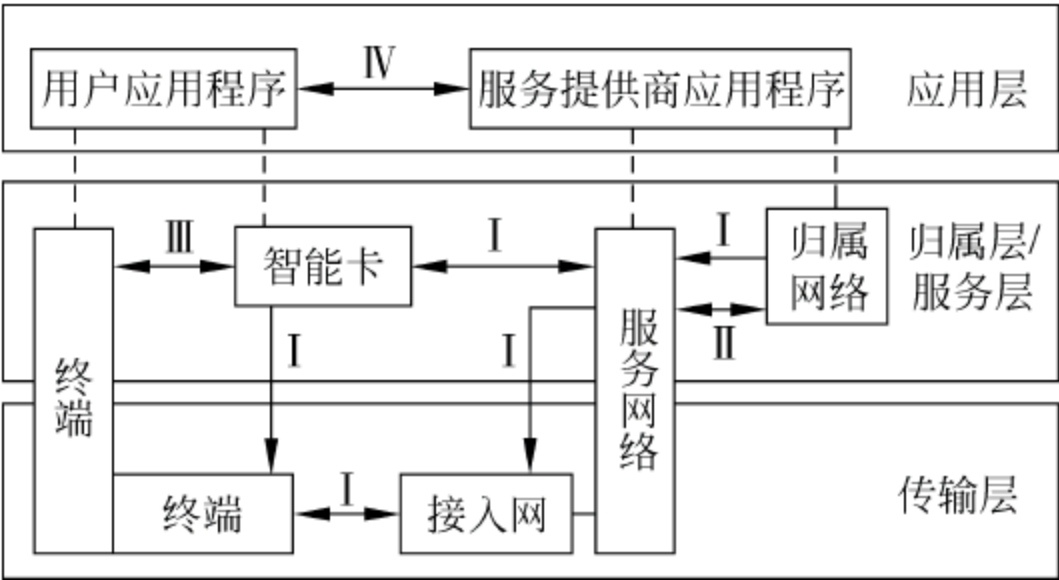 Ⅳ
用户应用程序
服务提供商应用程序
应用层
Ⅲ
Ⅰ
Ⅰ
智能卡
归属
网络
归属层/
服务层
Ⅱ
Ⅰ
Ⅰ
终端
服务网络
Ⅰ
终端
接入网
传输层